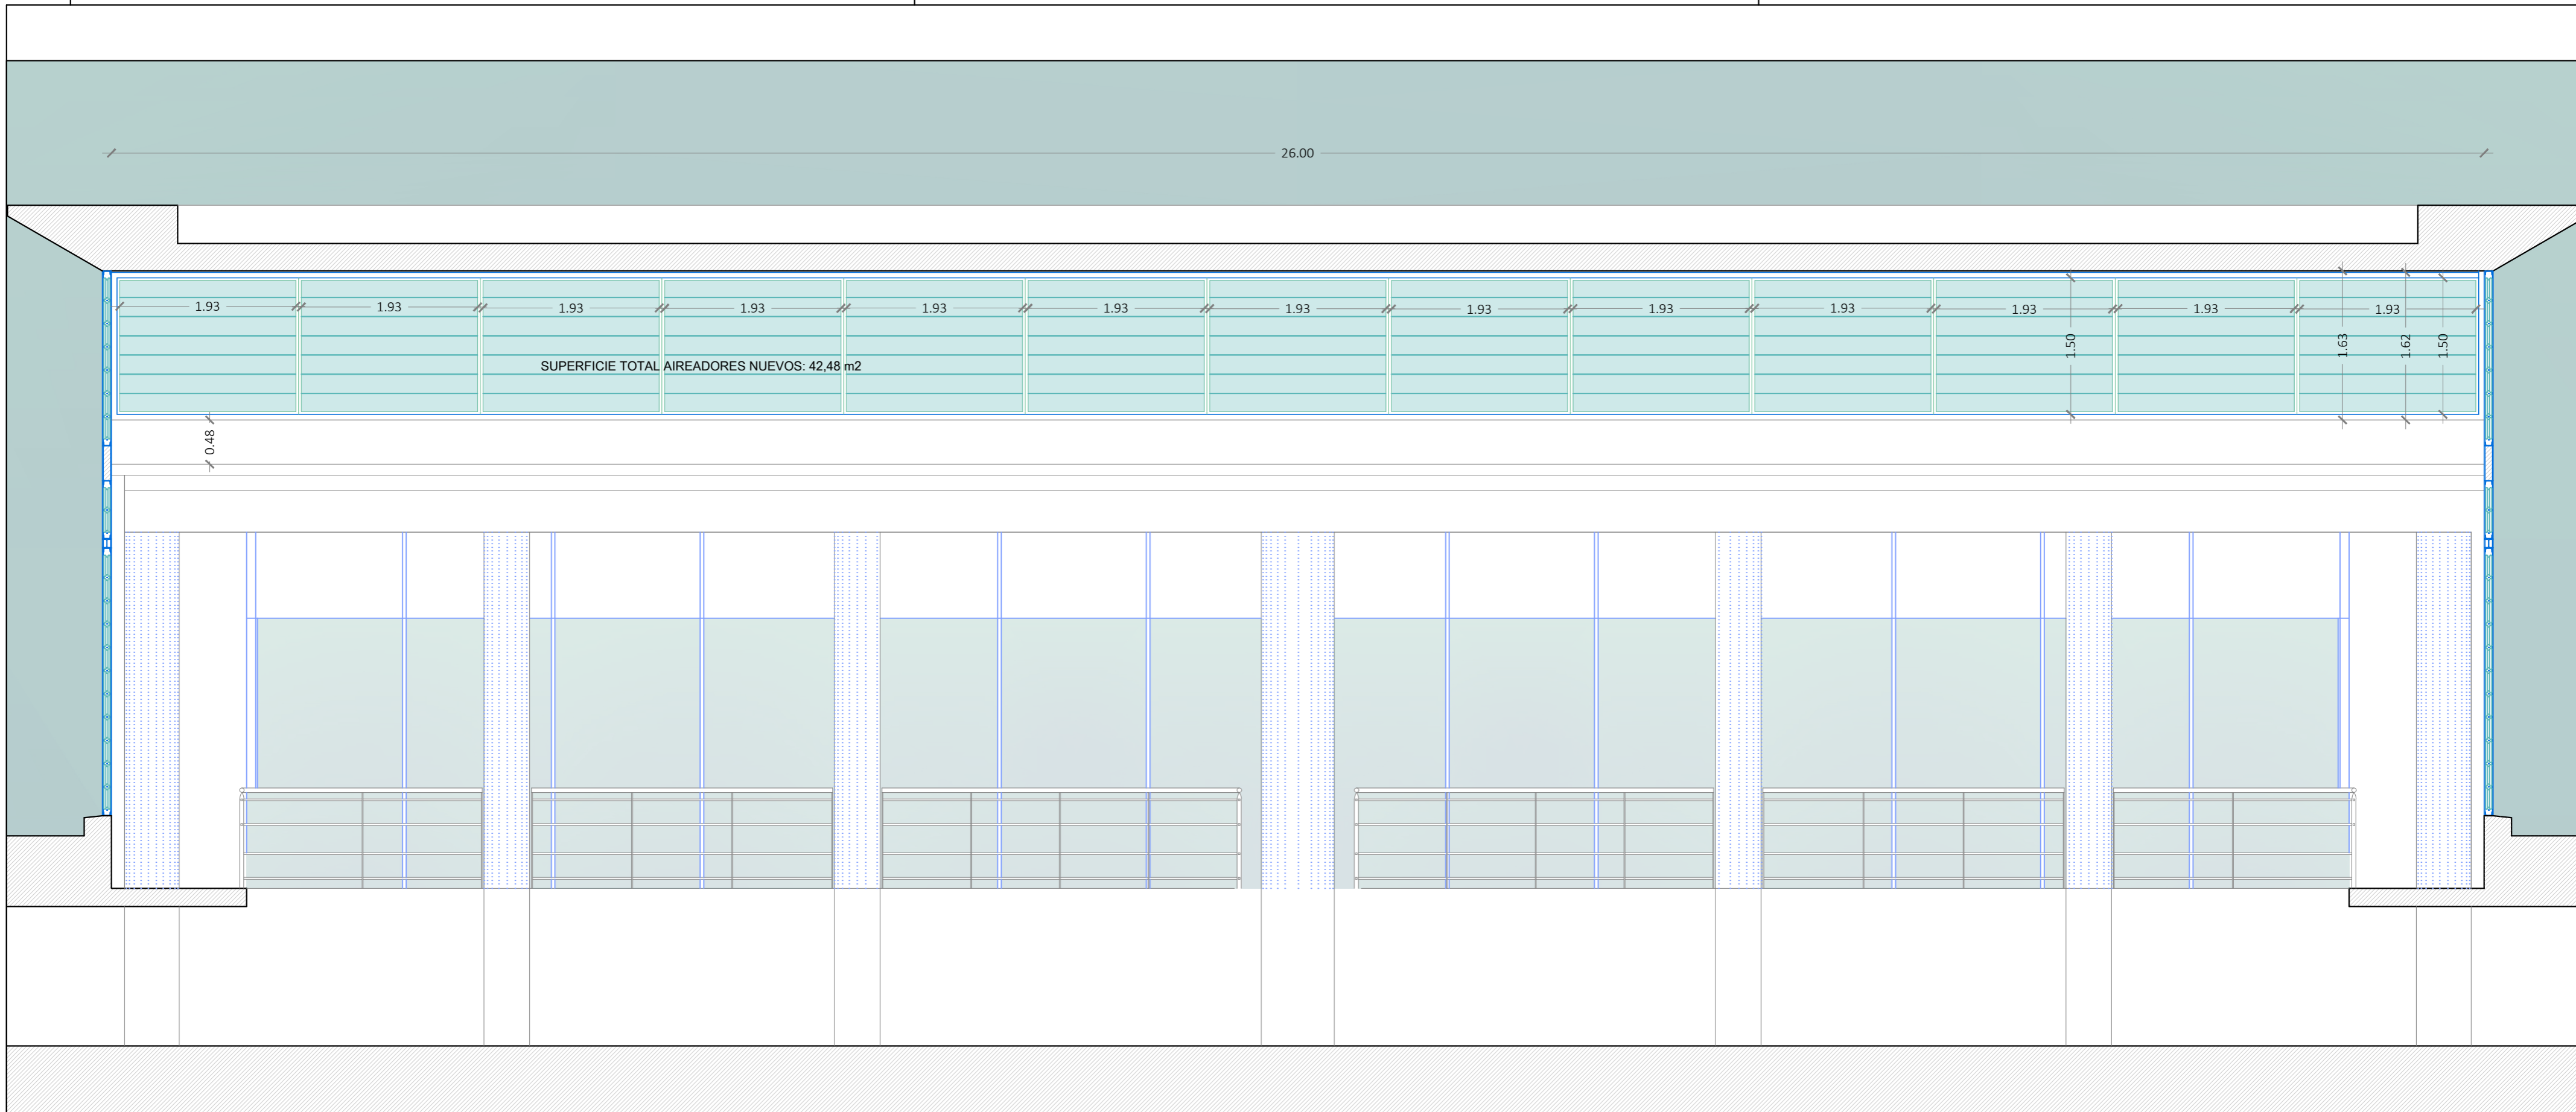 26.00
1.93 1.93 1.93 1.93 1.93 1.93 1.93 1.93 1.93 1.93 1.93 1.93 1.93
1.50 1.63 1.62 1.50
SUPERFICIE TOTAL AIREADORES NUEVOS: 42,48 m2
0.48